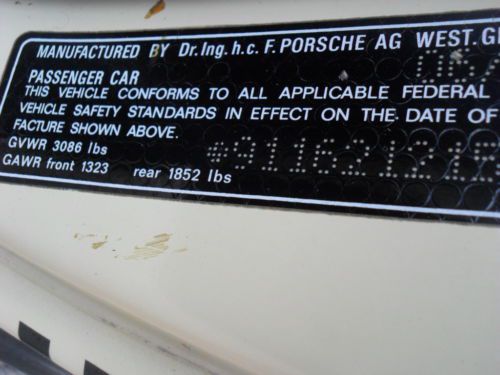 MANUFACTURED BY Dr.Ing.h.c.F.PORSCHE AG WEST.
PASSENGER CAR
THIS VEHICLE CONFORMS TO ALL APPLICABLE FEDERAL
VEHICLE SAFETY STANDARDS IN EFFECT ON THE DATE OF
FACTURE SHOWN ABOVE.
GVWR 3086 lbs
*911621121
GAWR front 1323 rear 1852 lbs